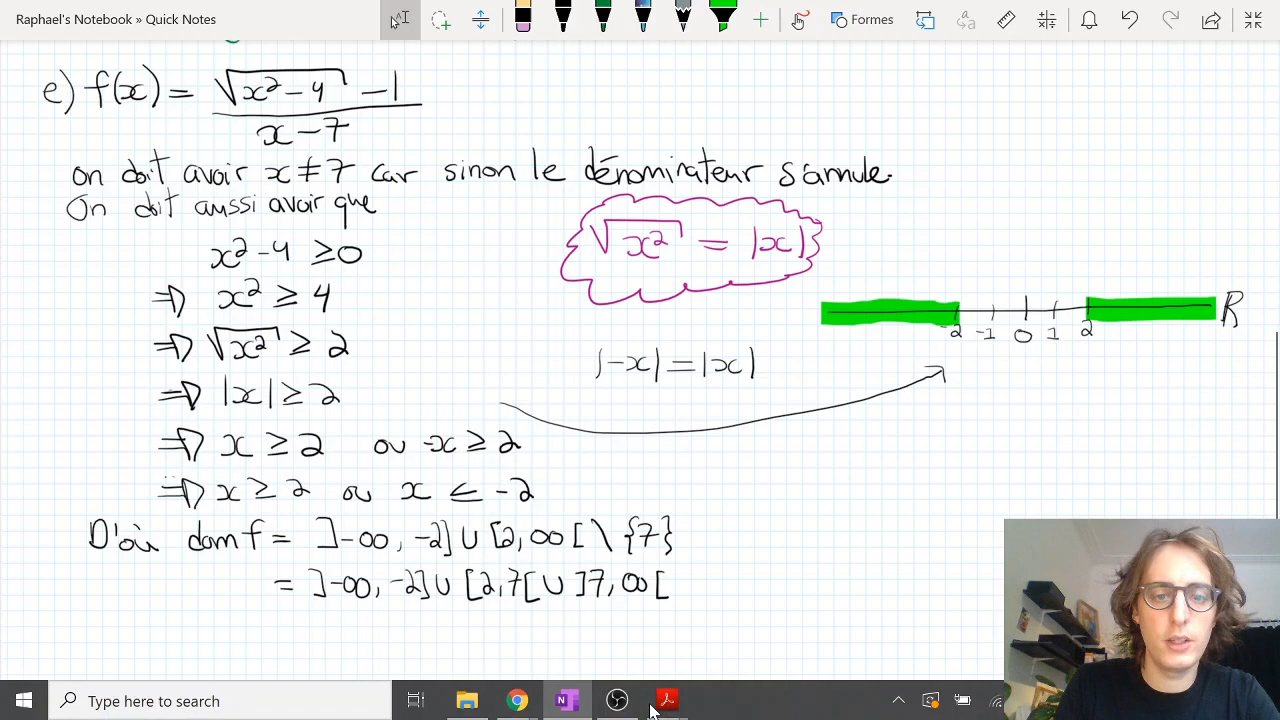 Raphael's Notebook » Quick Notes
Formes
e) f(x) = (√(x² - 4) - 1) / (x - 7)
on doit avoir x ≠ 7 car sinon le dénominateur s'annule.
On doit aussi avoir que
x² - 4 ≥ 0
⇒ x² ≥ 4
⇒ √x² ≥ 2
⇒ |x| ≥ 2
⇒ x ≥ 2 ou -x ≥ 2
⇒ x ≥ 2 ou x ≤ -2
D'où dom f = ]-∞, -2] ∪ [2, ∞[ \ {7}
= ]-∞, -2] ∪ [2, 7[ ∪ ]7, ∞[
√x² = |x|
|-x| = |x|
-2 -1 0 1 2 R
Type here to search